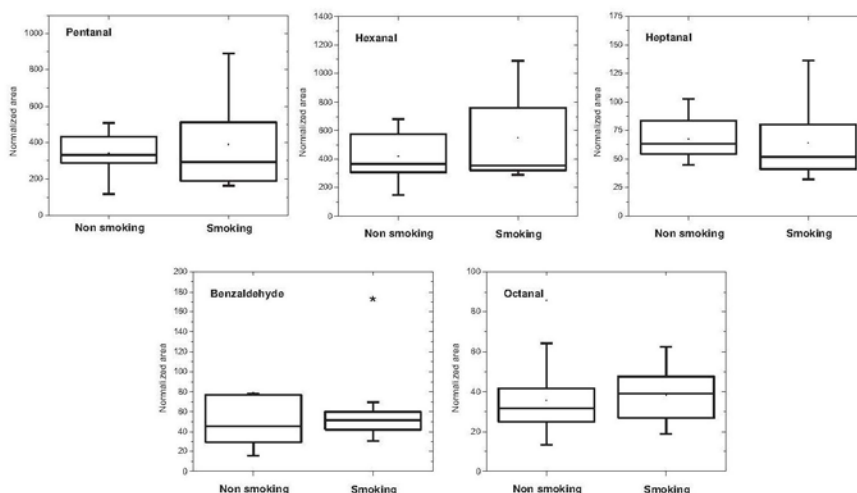 Pentanal
Normalized area
1000
800
600
400
200
0
Non smoking
Smoking
Hexanal
Normalized area
1400
1200
1000
800
600
400
200
0
Non smoking
Smoking
Heptanal
Normalized area
175
150
125
100
75
50
25
0
Non smoking
Smoking
Benzaldehyde
Normalized area
200
180
160
140
120
100
80
60
40
20
0
Non smoking
Smoking
Octanal
Normalized area
100
80
60
40
20
0
Non smoking
Smoking